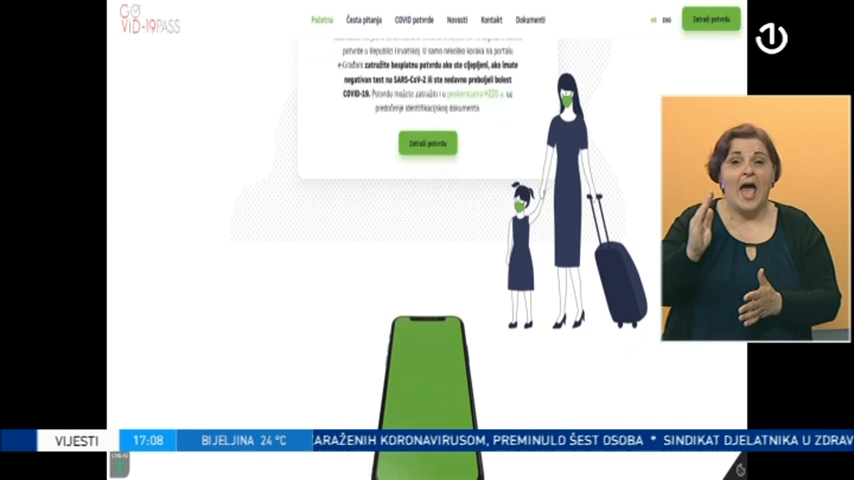 GO
VID-19PASS
Početna Česta pitanja COVID potvrde Novosti Kontakt Dokumenti
HR ENG
Zatraži potvrdu
potvrde u Republici Hrvatskoj. U samo nekoliko koraka na portalu
e-Građani zatražite besplatnu potvrdu ako ste cijepljeni, ako imate
negativan test na SARS-CoV-2 ili ste nedavno preboljeli bolest
COVID-19. Potvrdu možete zatražiti i u poslovnicama HZZO-a, uz
predočenje identifikacijskog dokumenta.
Zatraži potvrdu
VIJESTI 17:08 BIJELJINA 24 °C ZARAŽENIH KORONAVIRUSOM, PREMINULO ŠEST OSOBA * SINDIKAT DJELATNIKA U ZDRAV